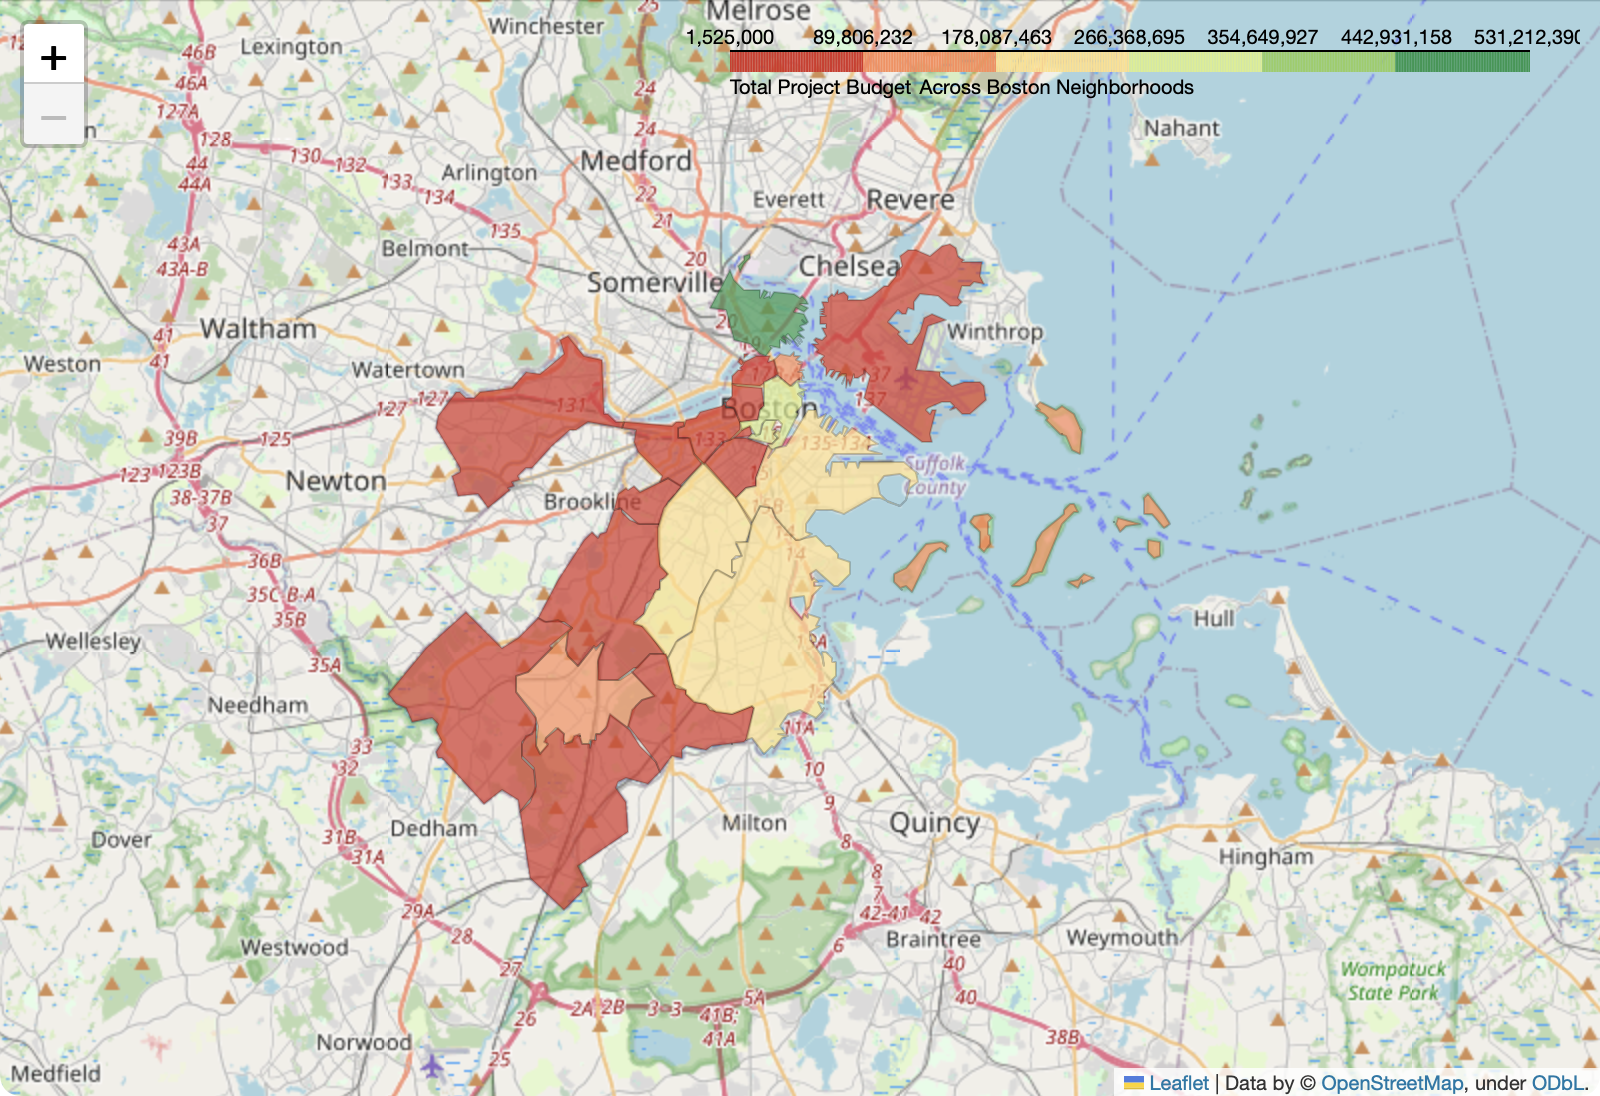 Melrose
25
Winchester
1,525,000 89,806,232 178,087,463 266,368,695 354,649,927 442,931,158 531,212,390
Total Project Budget Across Boston Neighborhoods
+
−
Lexington
46B
46A
127A
24
24
Nahant
128
130
132
133
134
135
44
44A
Arlington
Medford
22
21
20
Everett
Revere
43A
43A-B
Belmont
Chelsea
Somerville
20
19
Waltham
41
41
Winthrop
Weston
Watertown
127
127
131
137
137
Boston
133
135-134
39B
125
123
123B
38-37B
37
Newton
Brookline
Suffolk
County
15B
14
14
36B
35C-B-A
35B
35A
Hull
Wellesley
Needham
12
11A
33
32
10
9
8
8
7
Dover
31B
31A
Dedham
Milton
Quincy
Hingham
29A
28
27
26
25
42-41
42
6
Westwood
Braintree
Weymouth
40
40
Wompatuck
State Park
2A
2B
3-3
41B;
41A
5A
38B
Norwood
Medfield
Leaflet | Data by © OpenStreetMap, under ODbL.